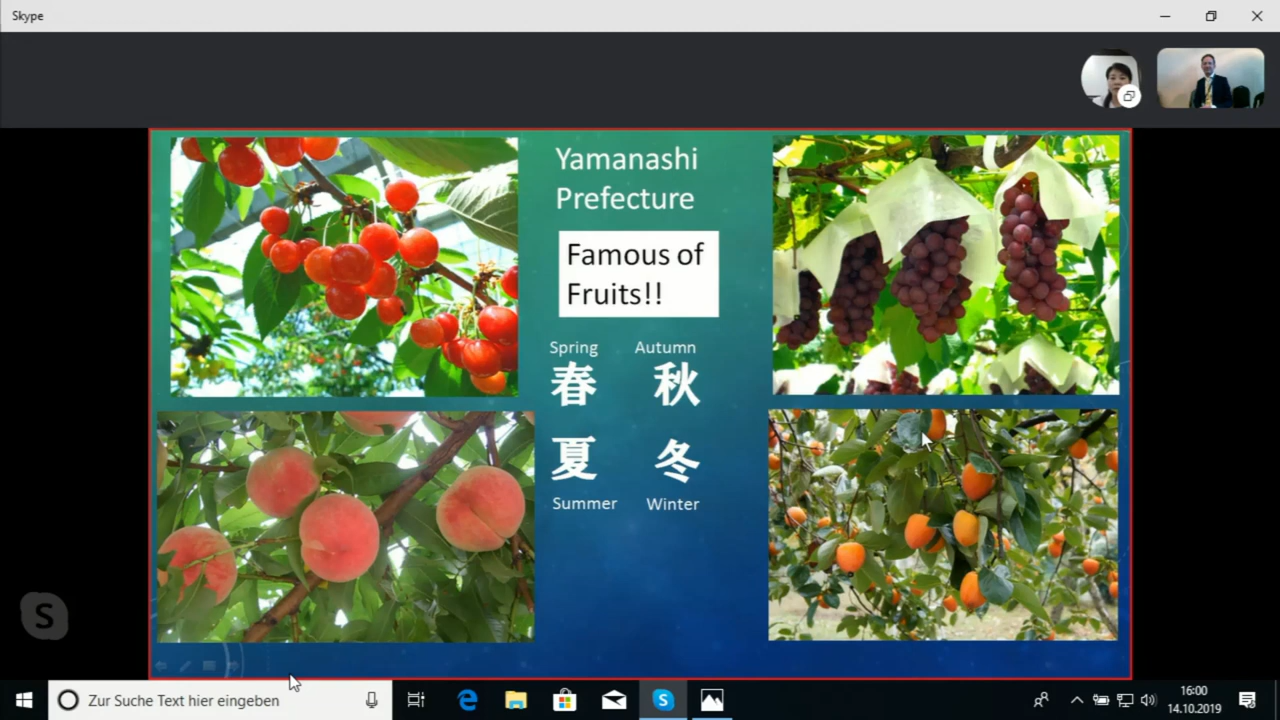 Skype
Yamanashi
Prefecture
Famous of
Fruits!!
Spring Autumn
春 秋
夏 冬
Summer Winter
S
Zur Suche Text hier eingeben
16:00
14.10.2019